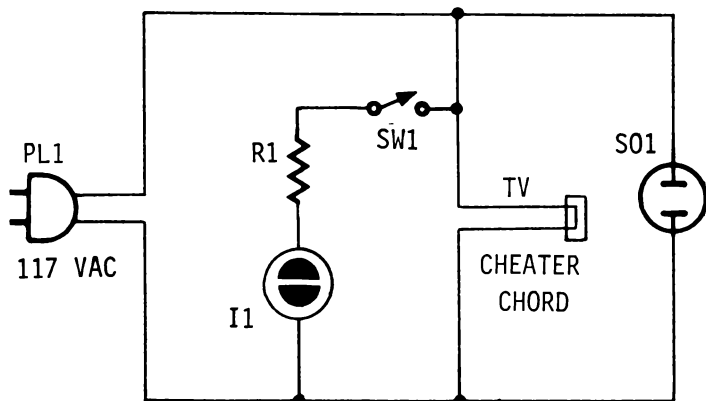 PL1
117 VAC
R1
I1
SW1
TV
CHEATER
CHORD
SO1